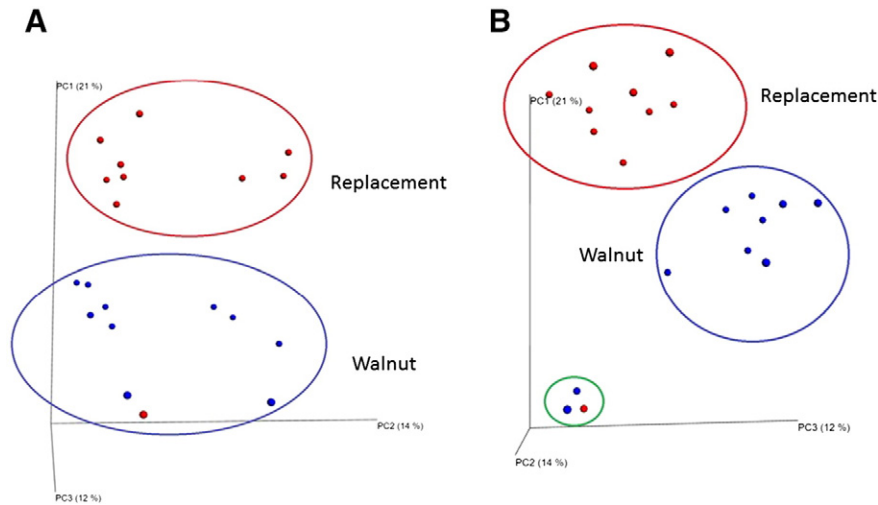 A
B
PC1 (21 %)
PC1 (21 %)
Replacement
Replacement
Walnut
Walnut
PC2 (14 %)
PC3 (12 %)
PC3 (12 %)
PC2 (14 %)